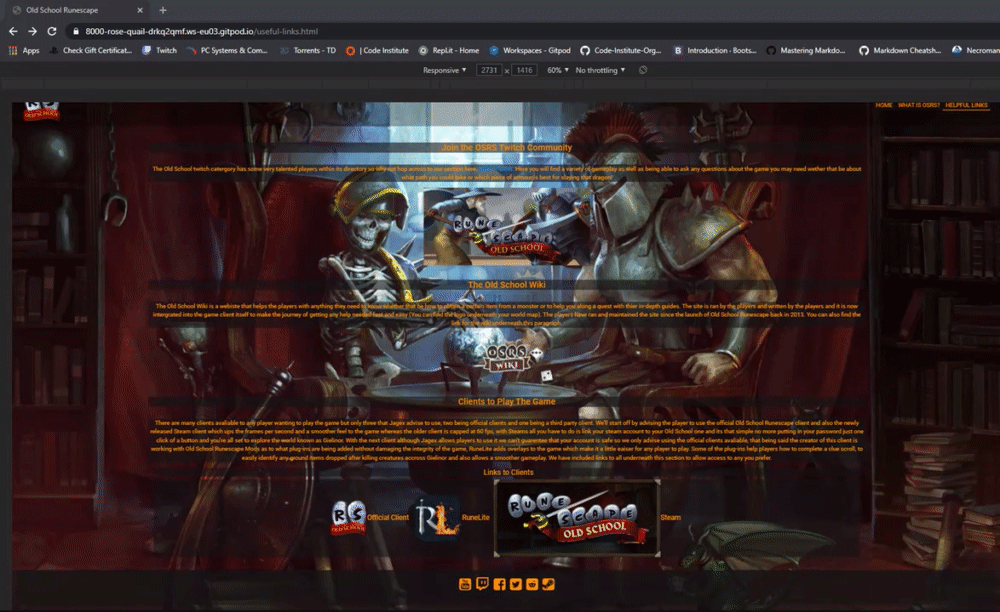 Old School Runescape
8000-rose-quail-drkq2qmf.ws-eu03.gitpod.io/useful-links.html
Apps Check Gift Certificat... Twitch PC Systems & Com... Torrents - TD | Code Institute Repl.it - Home Workspaces - Gitpod Code-Institute-Org... Introduction · Boots... Mastering Markdo... Markdown Cheatsh... Necroman
Responsive ▼ 2731 x 1416 60% ▼ No throttling ▼
RS
OLD SCHOOL
HOME WHAT IS OSRS? HELPFUL LINKS
Join the OSRS Twitch Community
The Old School twitch catergory has some very talented players within its directory so why not hop across to our section here. Here you will find a variety of gameplay as well as being able to ask any questions about the game you may need wether that be about
what path you should take or which piece of armour is best for slaying that dragon!
RUNE
SCAPE
OLD SCHOOL
The Old School Wiki
The Old School Wiki is a website that helps the players with anything they need to know whether that be how to obtain a certain item from a monster or to help you along a quest with thier in depth guides. The site is ran by the players and written by the players and it is now
intergrated into the game client itself to make the journey of getting any help needed fast and easy (You can find the logo underneath your world map). The players have ran and maintained the site since the launch of Old School Runescape back in 2013. You can also find the
link for the wiki underneath this paragraph.
OSRS
WIKI
Clients to Play The Game
There are many clients available to any player wanting to play the game but only three that Jagex advise to use, two being official clients and one being a third party client. We'll start off by advising the player to use the official Old School Runescape client and also the newly
released Steam client which ups the frames per second and a smoother feel to the game whereas the older client is capped at 50 fps, with Steams all you have to do is link your steam account to your Old School one and its that simple no more putting in your password just one
click of a button and you're all set to explore the world known as Gielinor. With the next client although Jagex allows players to use it we can't guarantee that your account is safe so we only advise using the official clients available, that being said the creator of this client is
working with Old School Runescape Mods as to what plug-ins are being added without damaging the integrity of the game, RuneLite adds overlays to the game which make it a little easier for any player to play. Some of the plug-ins help players how to complete a clue scroll, to
easily identify any ground items dropped after killing creatures accross Gielinor and also allows a smoother gameplay. We have included links to all underneath this section to allow access to any you prefer.
Links to Clients
RS
OLD SCHOOL
Official Client
RL
RuneLite
RUNE
SCAPE
OLD SCHOOL
Steam